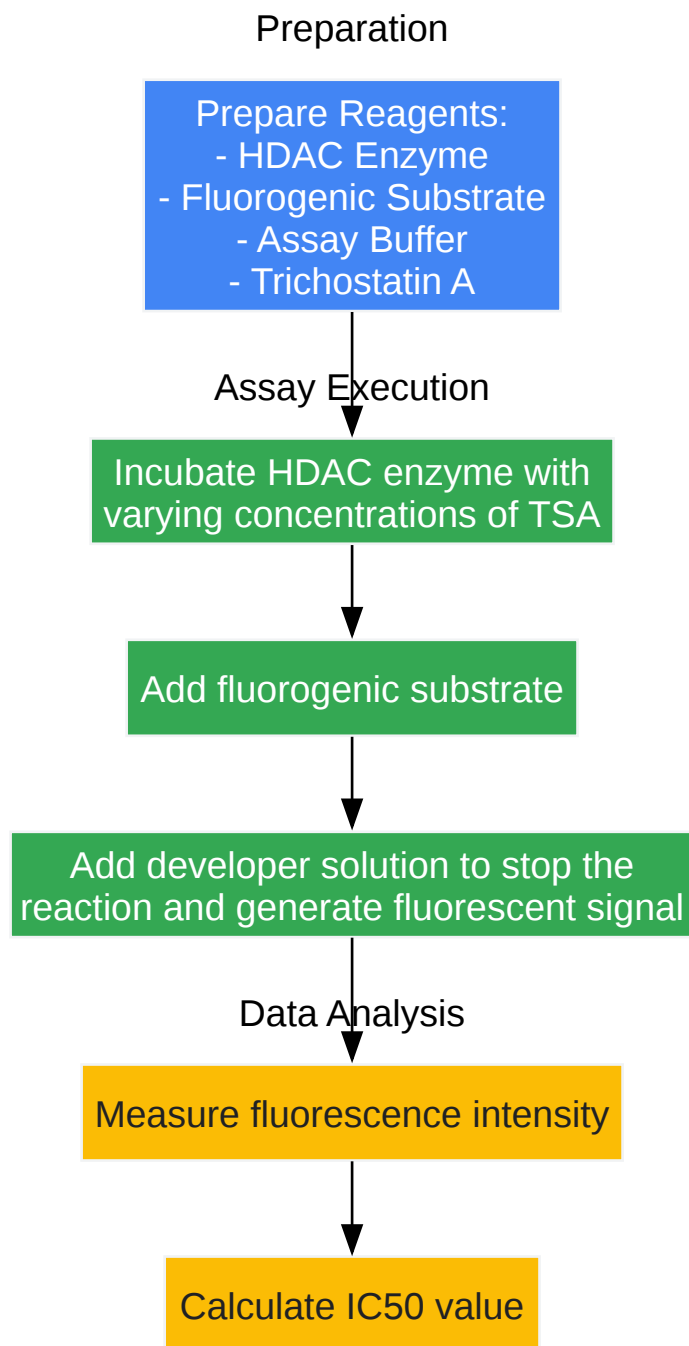 Preparation
Prepare Reagents:
- HDAC Enzyme
- Fluorogenic Substrate
- Assay Buffer
- Trichostatin A
Assay Execution
Incubate HDAC enzyme with
varying concentrations of TSA
Add fluorogenic substrate
Add developer solution to stop the
reaction and generate fluorescent signal
Data Analysis
Measure fluorescence intensity
Calculate IC50 value